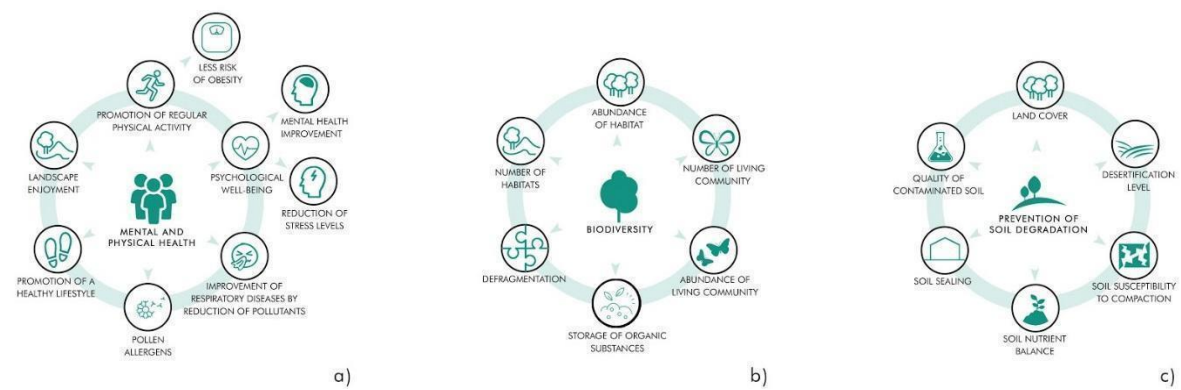 LESS RISK
OF OBESITY
PROMOTION OF REGULAR
PHYSICAL ACTIVITY
MENTAL HEALTH
IMPROVEMENT
LANDSCAPE
ENJOYMENT
PSYCHOLOGICAL
WELL-BEING
REDUCTION OF
STRESS LEVELS
MENTAL AND
PHYSICAL HEALTH
PROMOTION OF A
HEALTHY LIFESTYLE
IMPROVEMENT OF
RESPIRATORY DISEASES BY
REDUCTION OF POLLUTANTS
POLLEN
ALLERGENS
a)
ABUNDANCE
OF HABITAT
NUMBER OF
HABITATS
NUMBER OF LIVING
COMMUNITY
BIODIVERSITY
DEFRAGMENTATION
ABUNDANCE OF
LIVING COMMUNITY
STORAGE OF ORGANIC
SUBSTANCES
b)
LAND COVER
QUALITY OF
CONTAMINATED SOIL
DESERTIFICATION
LEVEL
PREVENTION OF
SOIL DEGRADATION
SOIL SEALING
SOIL SUSCEPTIBILITY
TO COMPACTION
SOIL NUTRIENT
BALANCE
c)